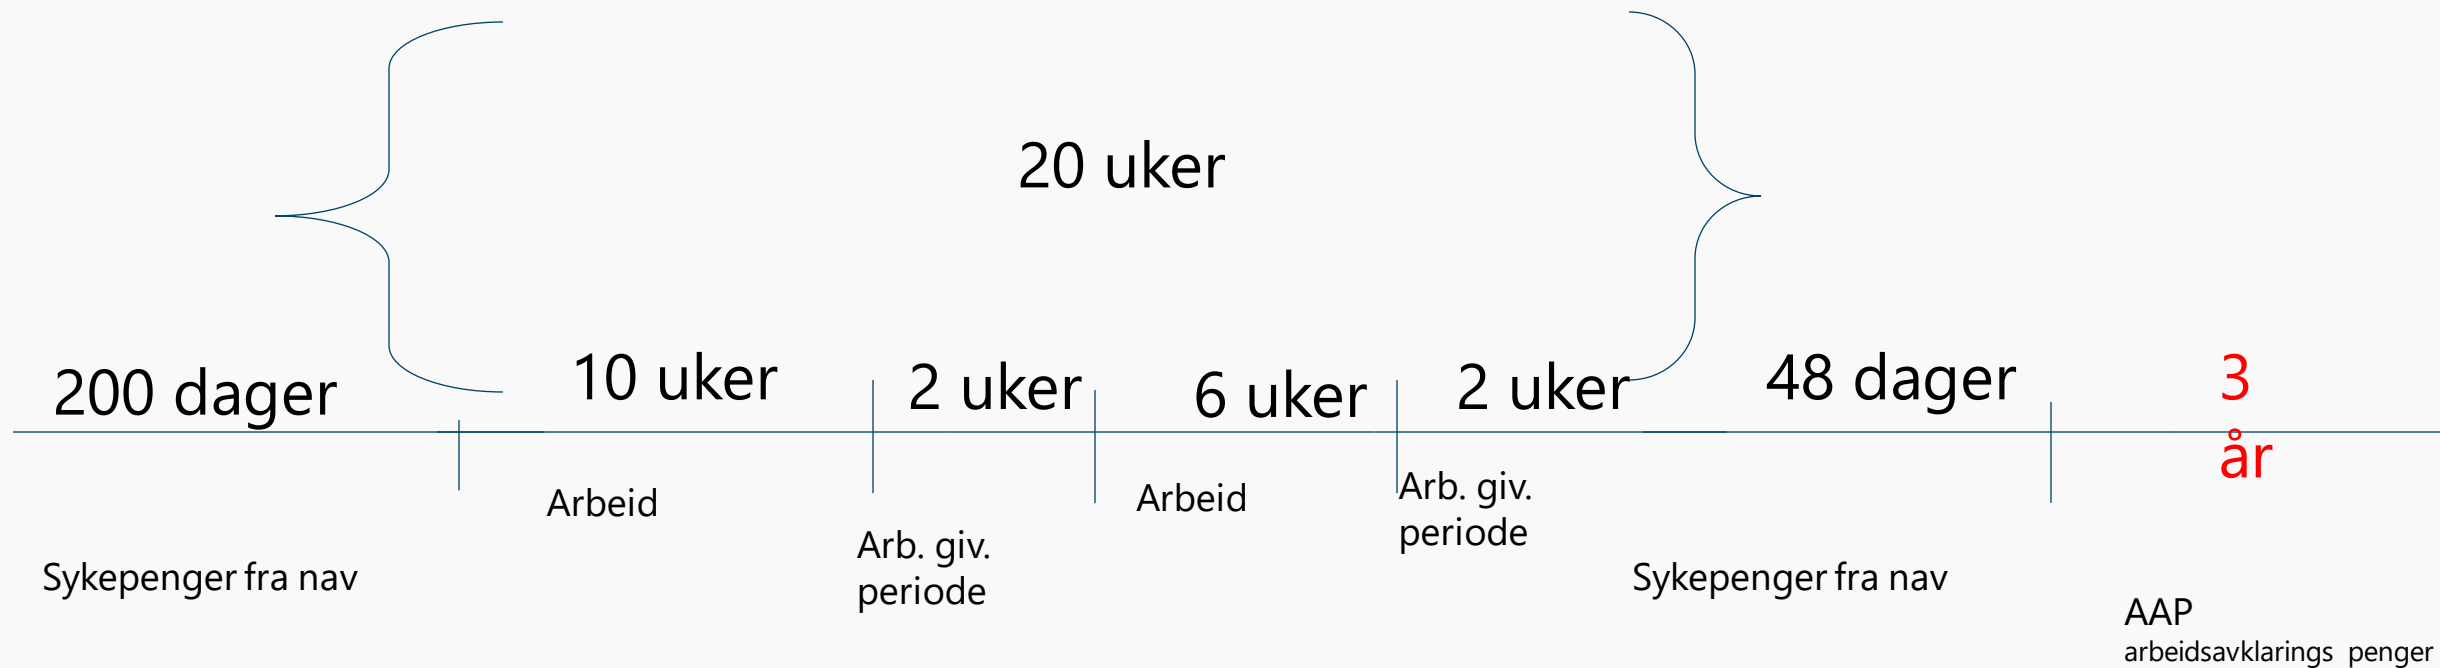 20 uker
200 dager
10 uker
2 uker
6 uker
2 uker
48 dager
3
år
Sykepenger fra nav
Arbeid
Arb. giv.
periode
Arbeid
Arb. giv.
periode
Sykepenger fra nav
AAP
arbeidsavklarings penger